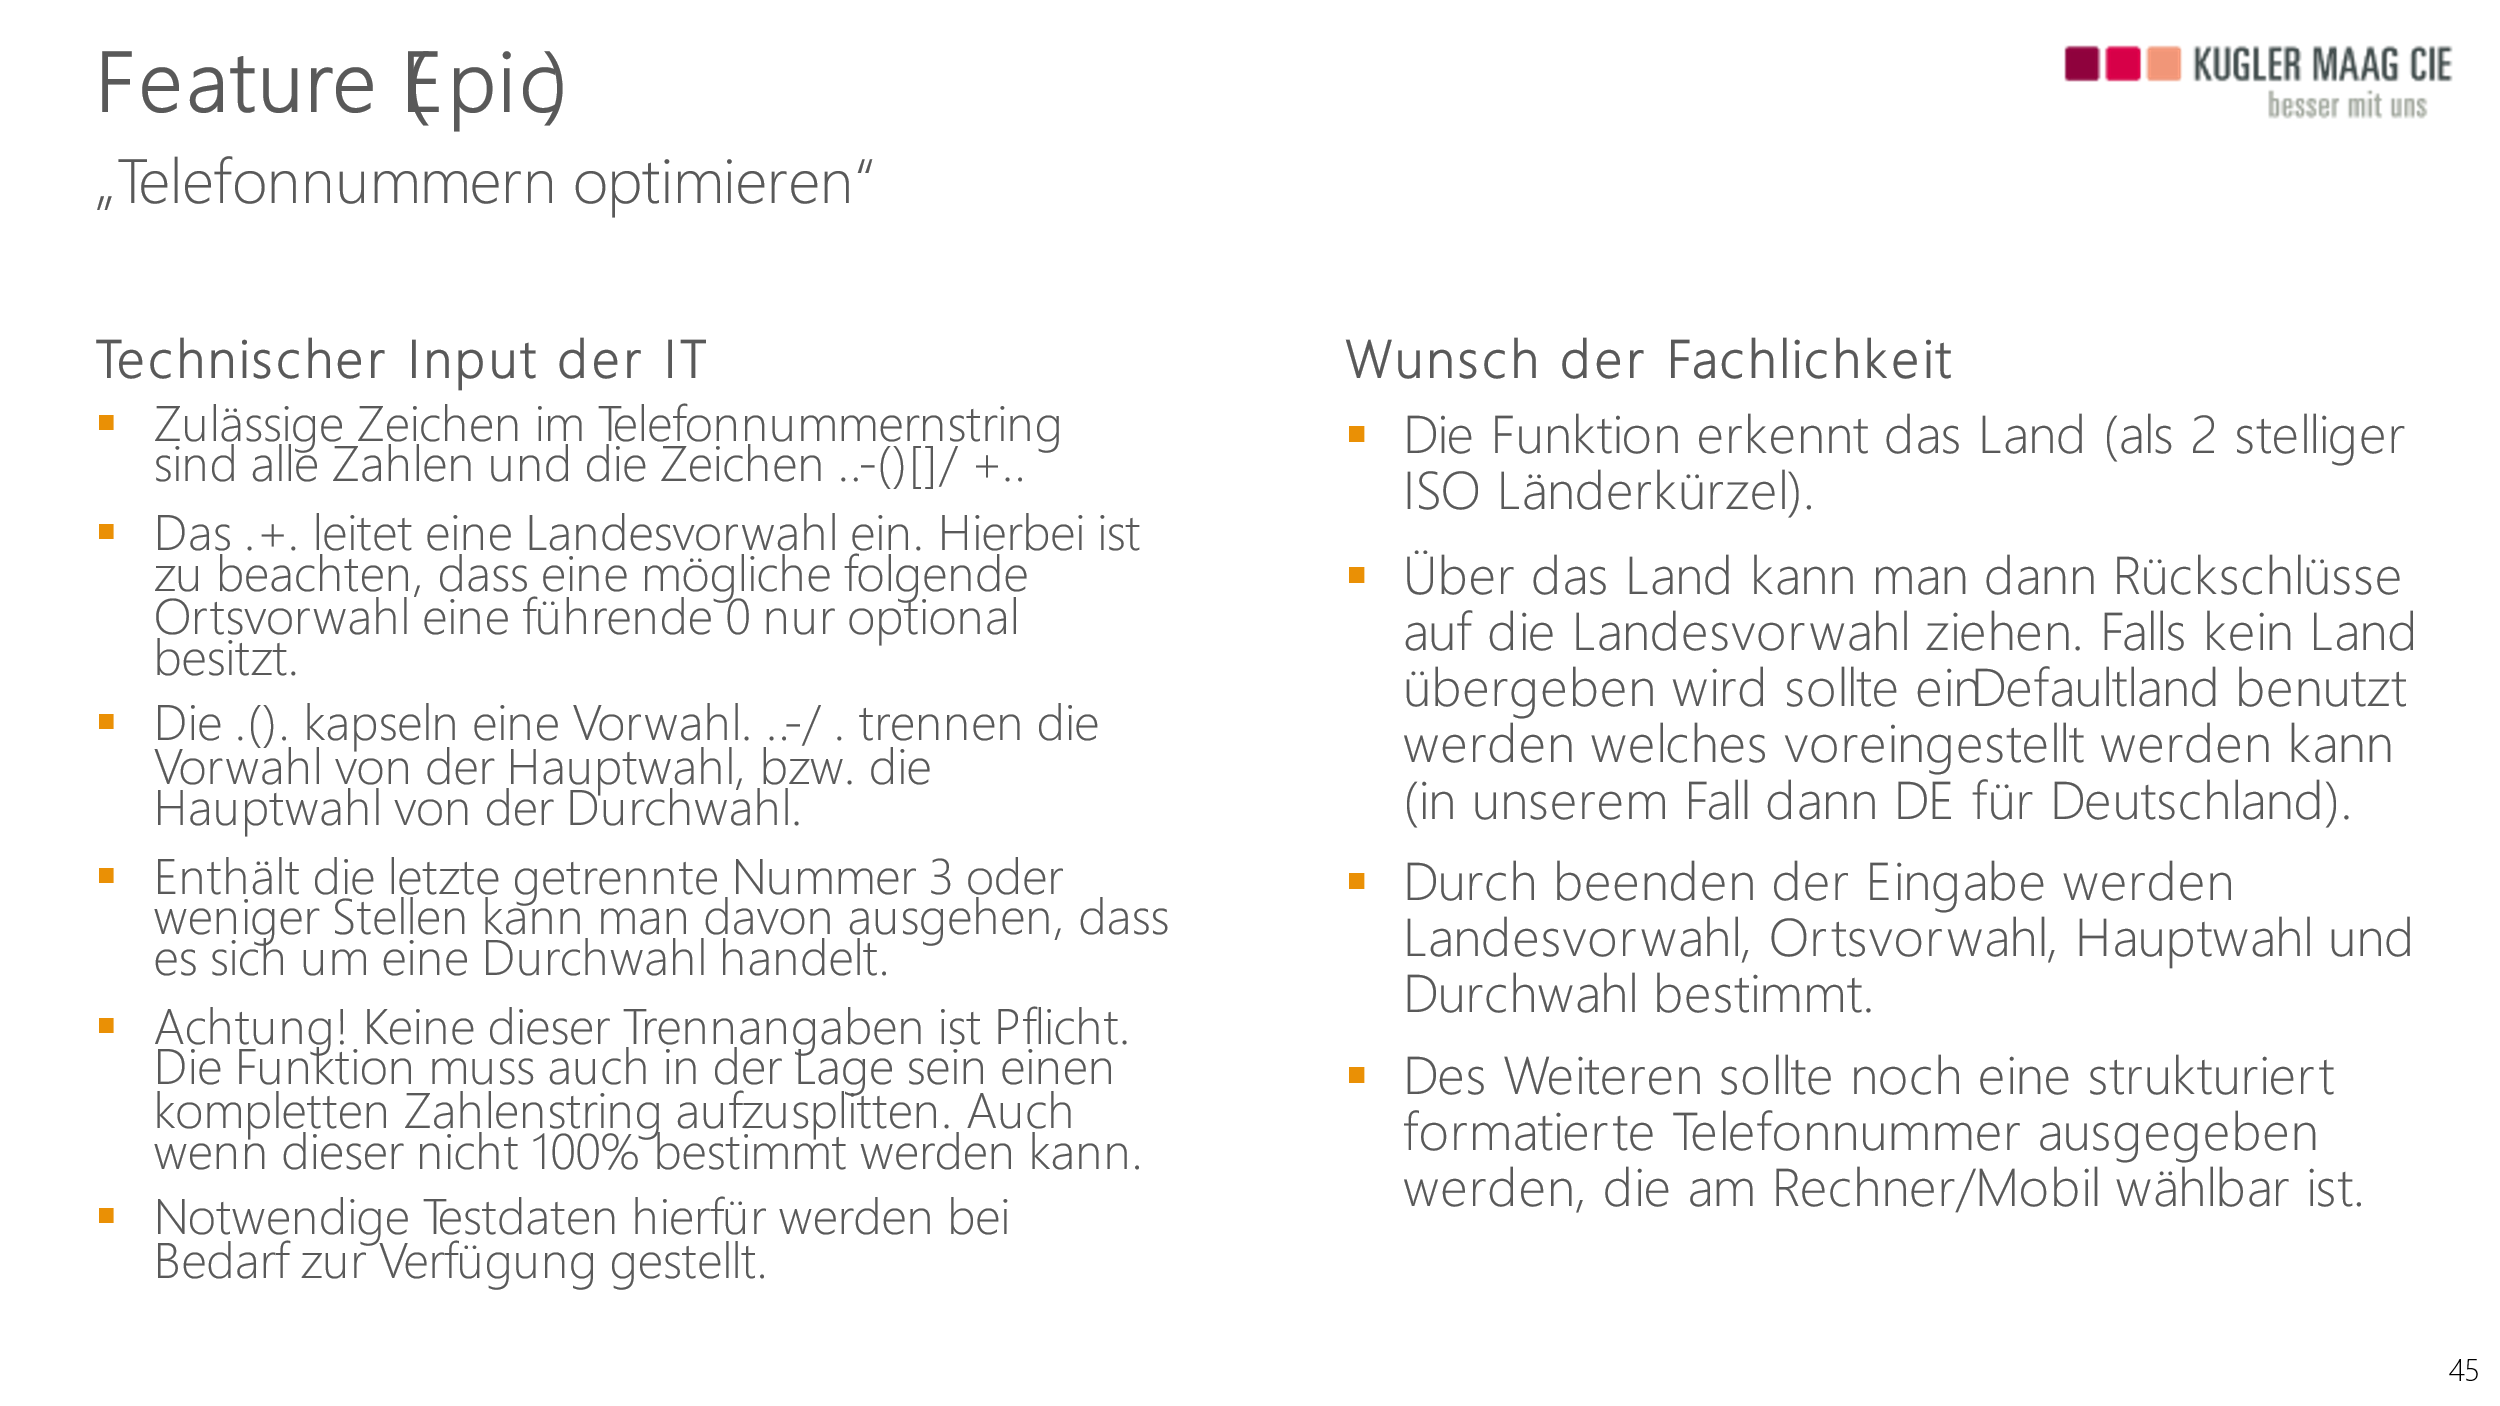 Feature (Epic)
KUGLER MAAG CIE
besser mit uns
„Telefonnummern optimieren“
Technischer Input der IT
Zulässige Zeichen im Telefonnummernstring
sind alle Zahlen und die Zeichen ..-()[]/ +..
Das .+. leitet eine Landesvorwahl ein. Hierbei ist
zu beachten, dass eine mögliche folgende
Ortsvorwahl eine führende 0 nur optional
besitzt.
Die .(). kapseln eine Vorwahl. ..-/ . trennen die
Vorwahl von der Hauptwahl, bzw. die
Hauptwahl von der Durchwahl.
Enthält die letzte getrennte Nummer 3 oder
weniger Stellen kann man davon ausgehen, dass
es sich um eine Durchwahl handelt.
Achtung! Keine dieser Trennangaben ist Pflicht.
Die Funktion muss auch in der Lage sein einen
kompletten Zahlenstring aufzusplitten. Auch
wenn dieser nicht 100% bestimmt werden kann.
Notwendige Testdaten hierfür werden bei
Bedarf zur Verfügung gestellt.
Wunsch der Fachlichkeit
Die Funktion erkennt das Land (als 2 stelliger
ISO Länderkürzel).
Über das Land kann man dann Rückschlüsse
auf die Landesvorwahl ziehen. Falls kein Land
übergeben wird sollte ein Defaultland benutzt
werden welches voreingestellt werden kann
(in unserem Fall dann DE für Deutschland).
Durch beenden der Eingabe werden
Landesvorwahl, Ortsvorwahl, Hauptwahl und
Durchwahl bestimmt.
Des Weiteren sollte noch eine strukturiert
formatierte Telefonnummer ausgegeben
werden, die am Rechner/Mobil wählbar ist.
45